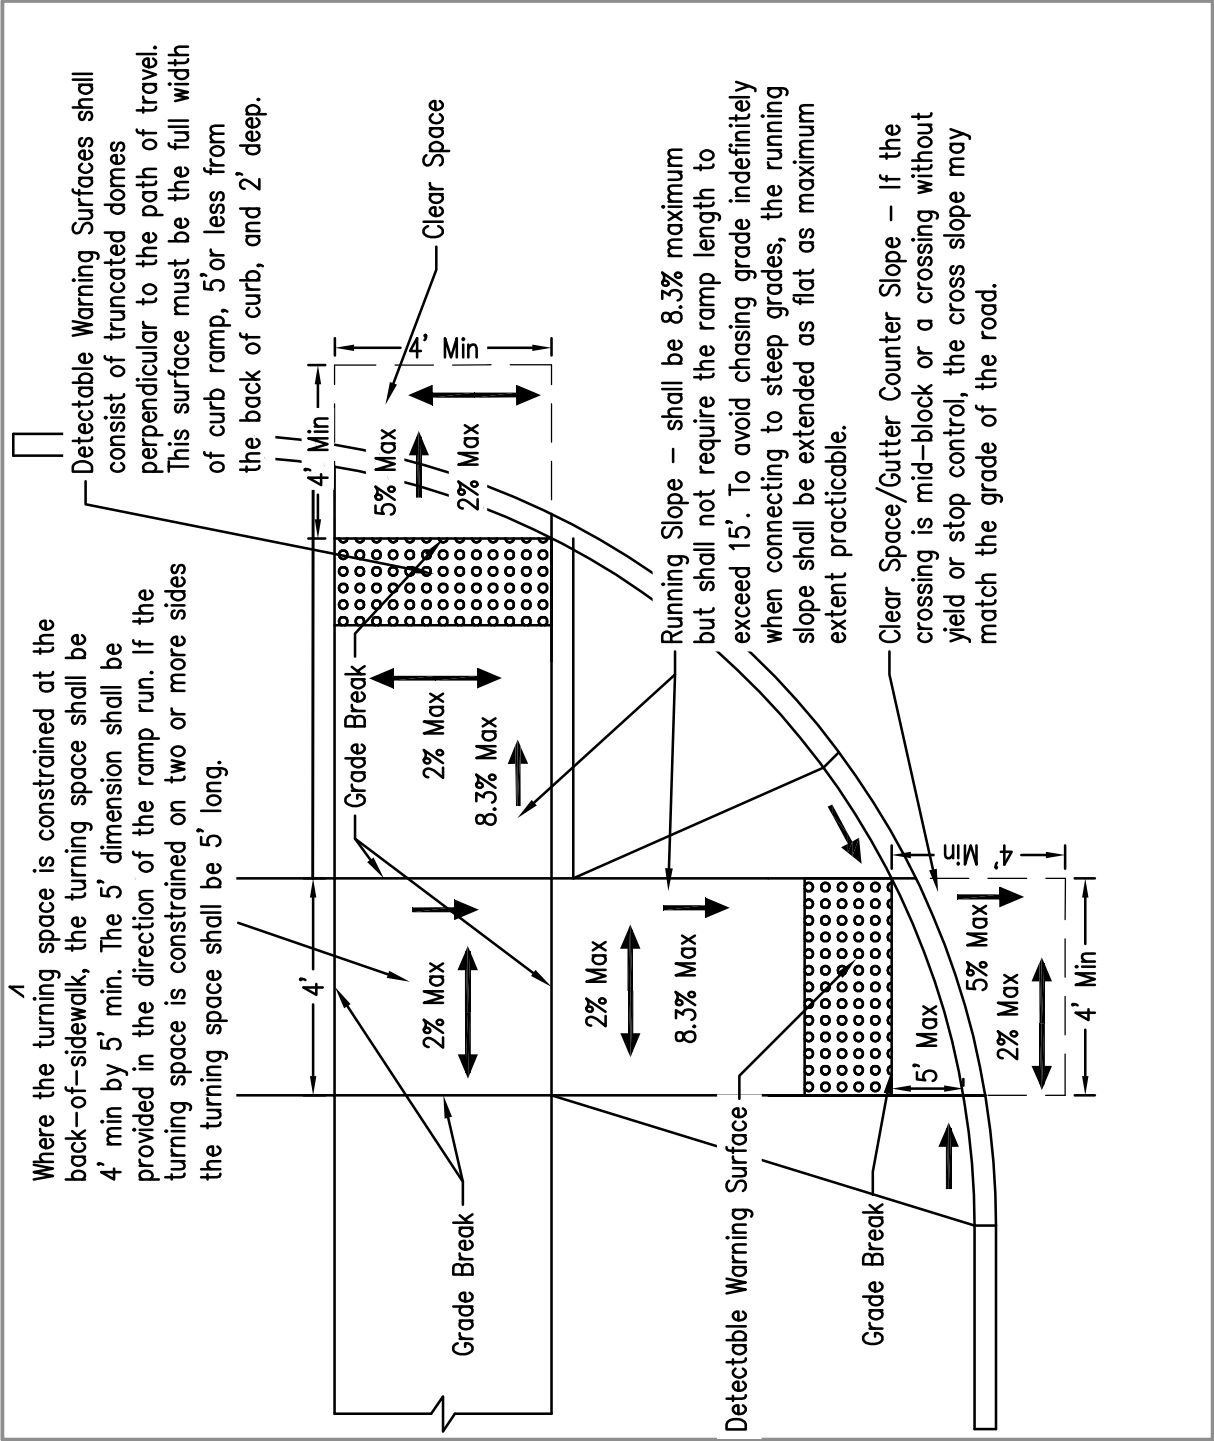 Where the turning space is constrained at the
back-of-sidewalk, the turning space shall be
4' min by 5' min. The 5' dimension shall be
provided in the direction of the ramp run. If the
turning space is constrained on two or more sides
the turning space shall be 5' long.
Detectable Warning Surfaces shall
consist of truncated domes
perpendicular to the path of travel.
This surface must be the full width
of curb ramp, 5'or less from
the back of curb, and 2' deep.
4'
4' Min
Grade Break
5% Max
4' Min
Clear Space
2% Max
2% Max
2% Max
8.3% Max
Grade Break
2% Max
8.3% Max
Running Slope - shall be 8.3% maximum
but shall not require the ramp length to
exceed 15'. To avoid chasing grade indefinitely
when connecting to steep grades, the running
slope shall be extended as flat as maximum
extent practicable.
Detectable Warning Surface
Grade Break
5' Max
Clear Space/Gutter Counter Slope - If the
crossing is mid-block or a crossing without
yield or stop control, the cross slope may
match the grade of the road.
4' Min
5% Max
2% Max
4' Min